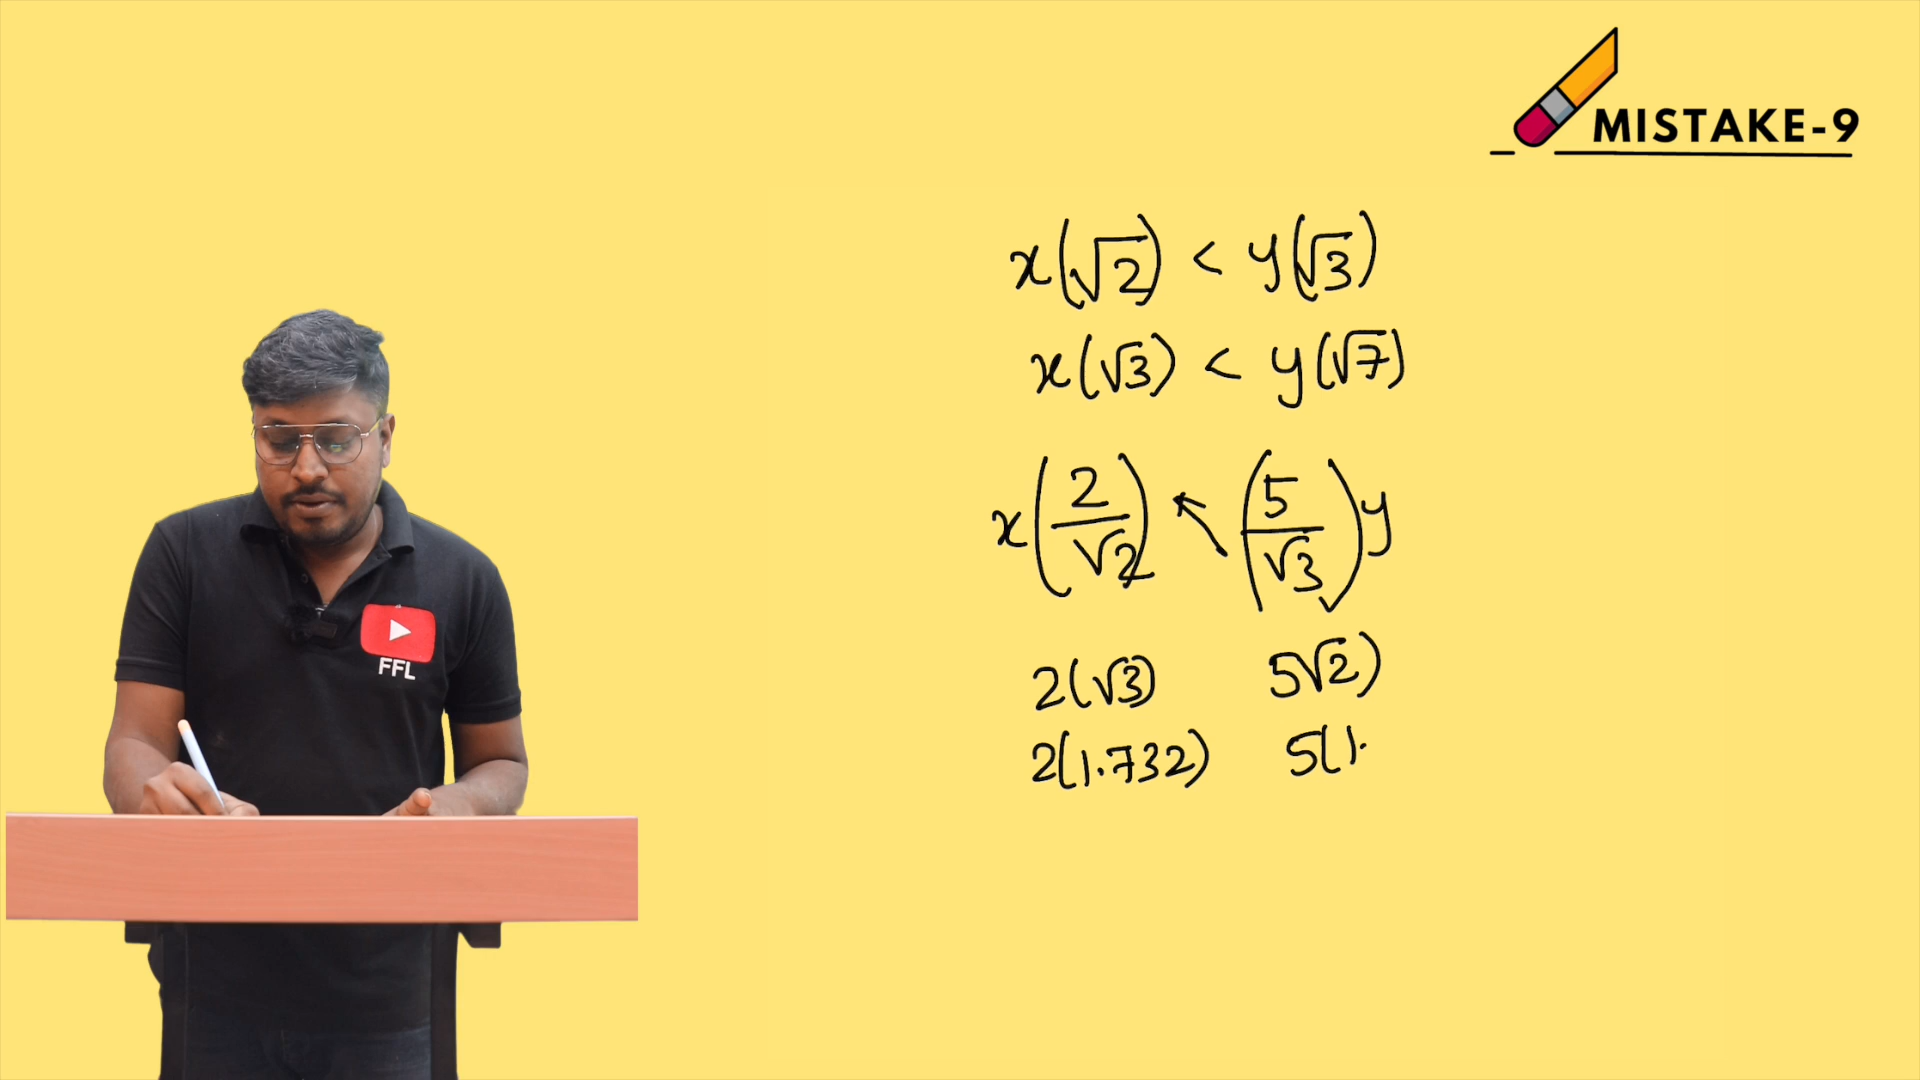 MISTAKE-9
x(√2) < y(√3)
x(√3) < y(√7)
x(2/√2) (5/√3)y
2(√3) 5√2)
2(1.732) 5(1.
FFL